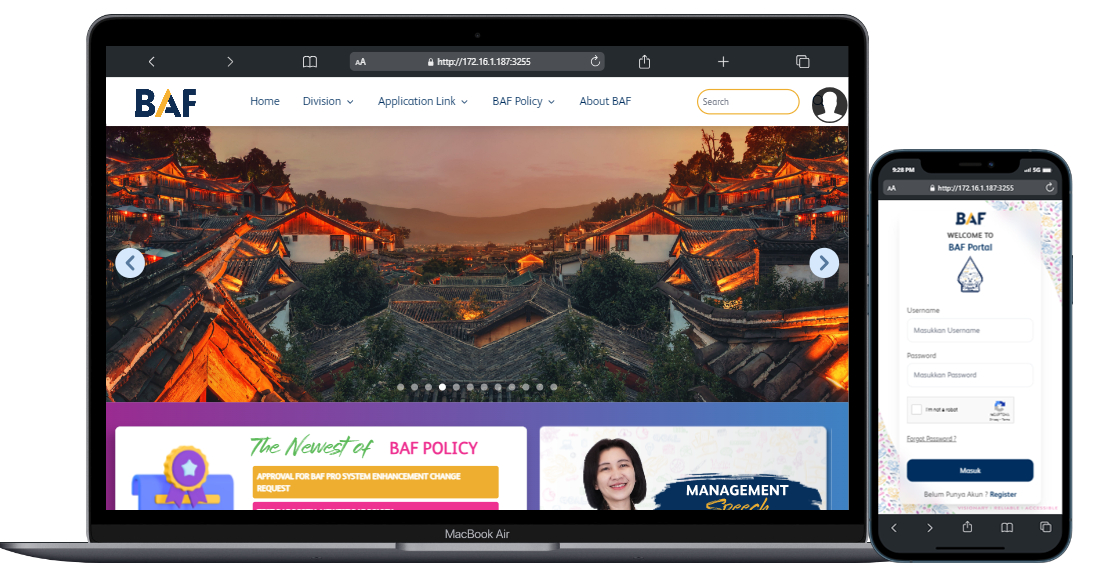 AA
http://172.16.1.187:3255
BAF
Home
Division
Application Link
BAF Policy
About BAF
Search
The Newest of BAF POLICY
APPROVAL FOR BAF PRO SYSTEM ENHANCEMENT CHANGE
REQUEST
MANAGEMENT
Speech
MacBook Air
9:28 PM
5G
AA
http://172.16.1.187:3255
BAF
WELCOME TO
BAF Portal
Username
Masukkan Username
Password
Masukkan Password
I'm not a robot
reCAPTCHA
Privacy - Terms
Forgot Password ?
Masuk
Belum Punya Akun ? Register